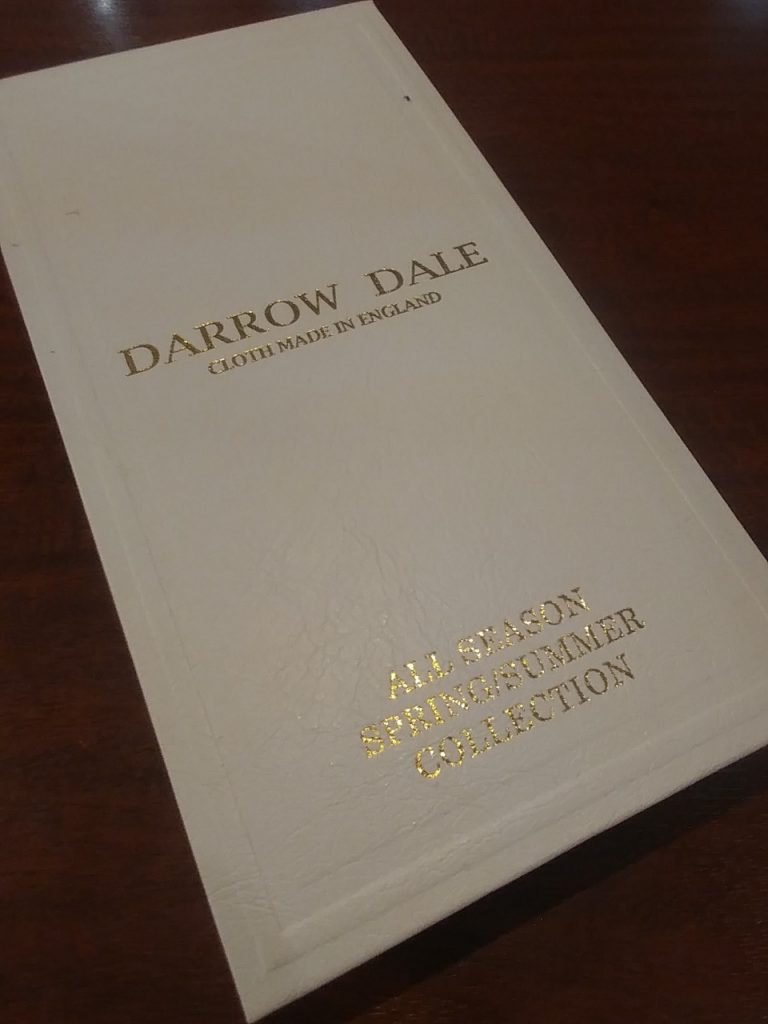 DARROW DALE
CLOTH MADE IN ENGLAND
ALL SEASON
SPRING/SUMMER
COLLECTION